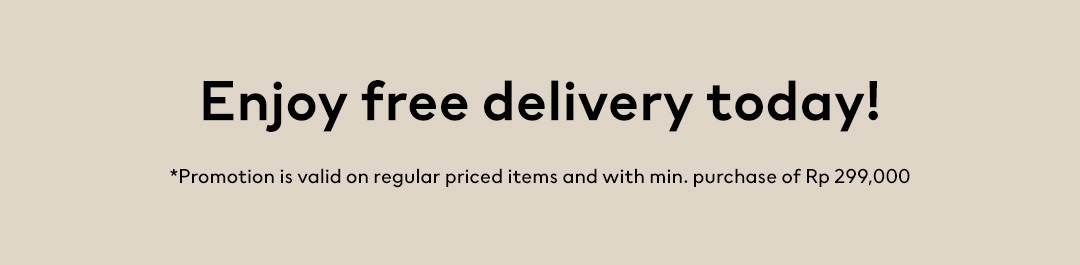 Enjoy free delivery today!
*Promotion is valid on regular priced items and with min. purchase of Rp 299,000